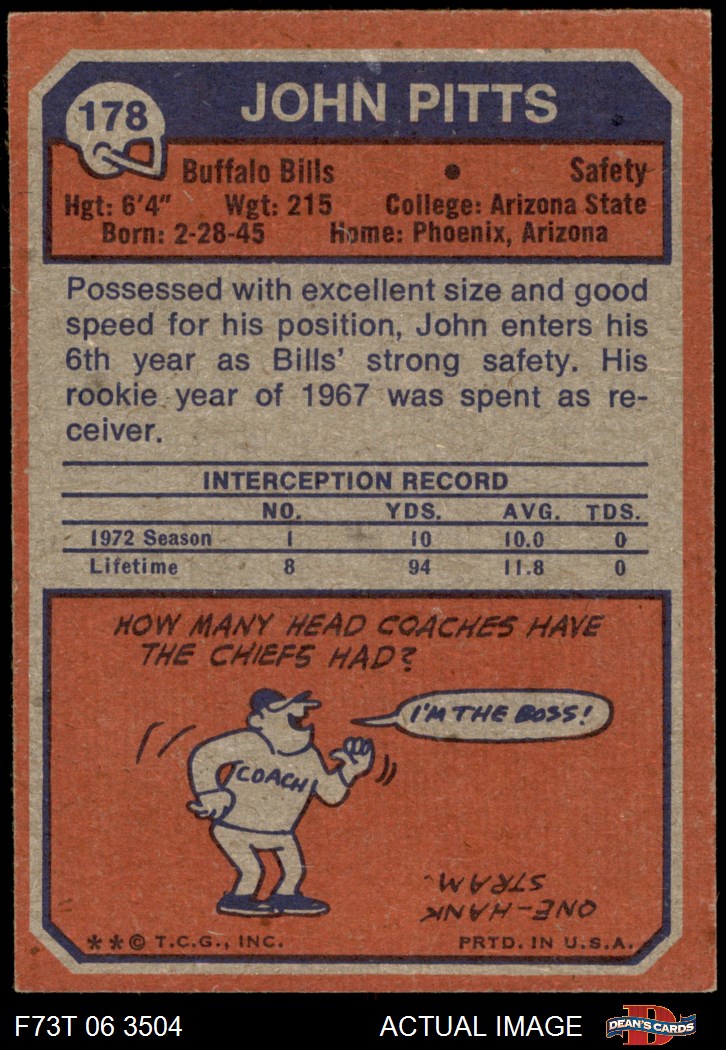 178
JOHN PITTS
Buffalo Bills • Safety
Hgt: 6'4" Wgt: 215 College: Arizona State
Born: 2-28-45 Home: Phoenix, Arizona
Possessed with excellent size and good
speed for his position, John enters his
6th year as Bills' strong safety. His
rookie year of 1967 was spent as re-
ceiver.
INTERCEPTION RECORD
NO. YDS. AVG. TDS.
1972 Season 1 10 10.0 0
Lifetime 8 94 11.8 0
HOW MANY HEAD COACHES HAVE
THE CHIEFS HAD?
I'M THE BOSS!
COACH
ONE-HANK
STRAM.
**© T.C.G., INC. PRTD. IN U.S.A.
F73T 06 3504 ACTUAL IMAGE D DEAN'S CARDS